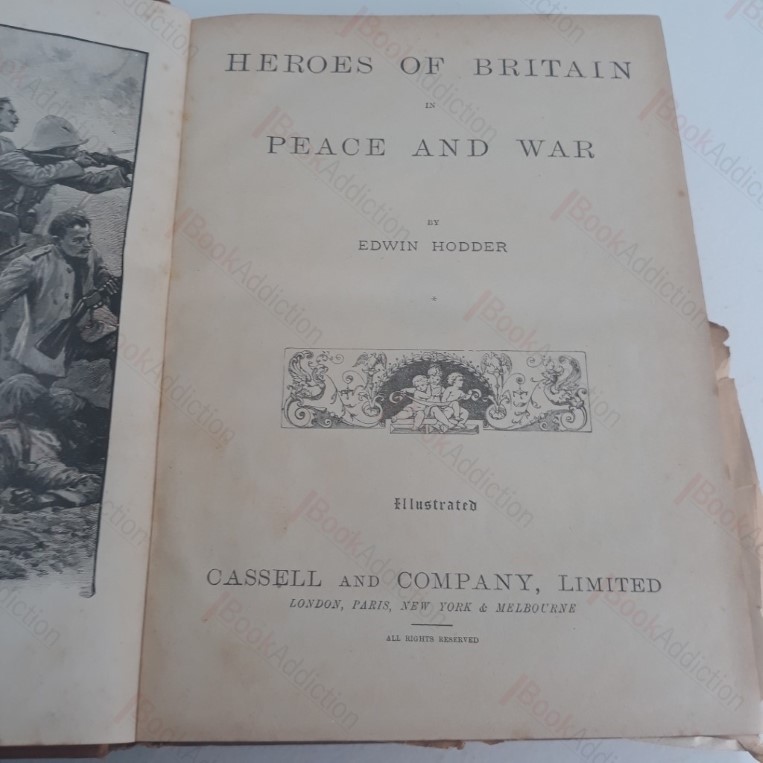 HEROES OF BRITAIN
IN
PEACE AND WAR
BY
EDWIN HODDER
Illustrated
CASSELL AND COMPANY, LIMITED
LONDON, PARIS, NEW YORK & MELBOURNE
ALL RIGHTS RESERVED
BookAddiction